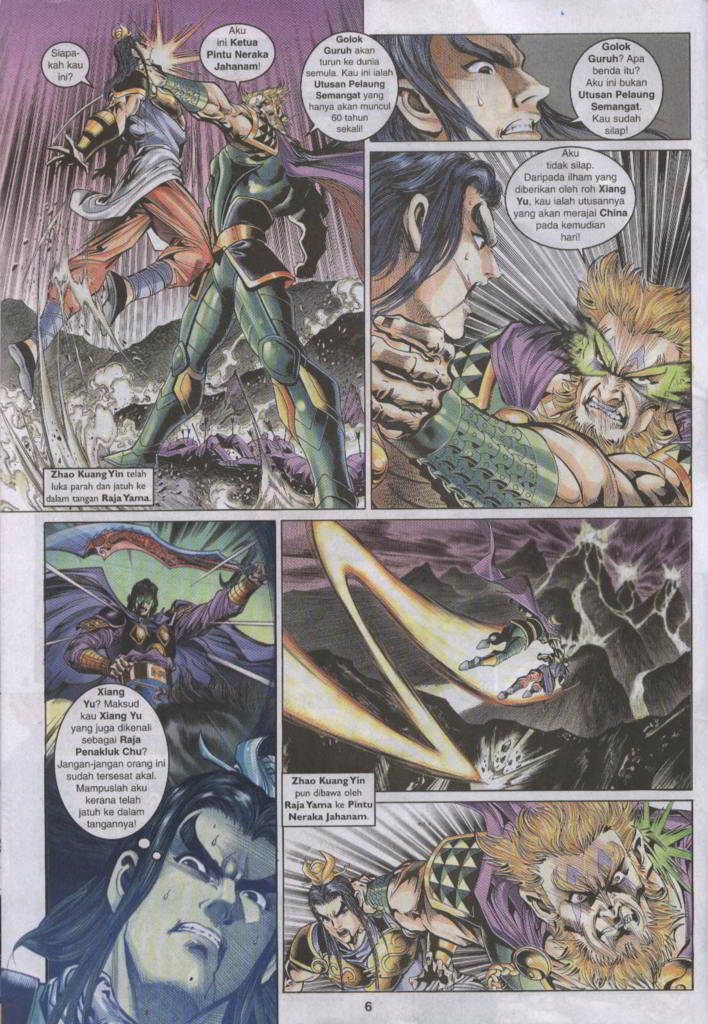 Siapa-
kah kau
ini?
Aku
ini Ketua
Pintu Neraka
Jahanam!
Golok
Guruh akan
turun ke dunia
semula. Kau ini ialah
Utusan Pelaung
Semangat yang
hanya akan muncul
60 tahun
sekali!
Zhao Kuang Yin telah
luka parah dan jatuh ke
dalam tangan Raja Yama.
Golok
Guruh? Apa
benda itu?
Aku ini bukan
Utusan Pelaung
Semangat.
Kau sudah
silap!
Aku
tidak silap.
Daripada ilham yang
diberikan oleh roh Xiang
Yu, kau ialah utusannya
yang akan merajai China
pada kemudian
hari!
Xiang
Yu? Maksud
kau Xiang Yu
yang juga dikenali
sebagai Raja
Penakluk Chu?
Jangan-jangan orang ini
sudah tersesat akal.
Mampuslah aku
kerana telah
jatuh ke dalam
tangannya!
Zhao Kuang Yin
pun dibawa oleh
Raja Yama ke Pintu
Neraka Jahanam.
6